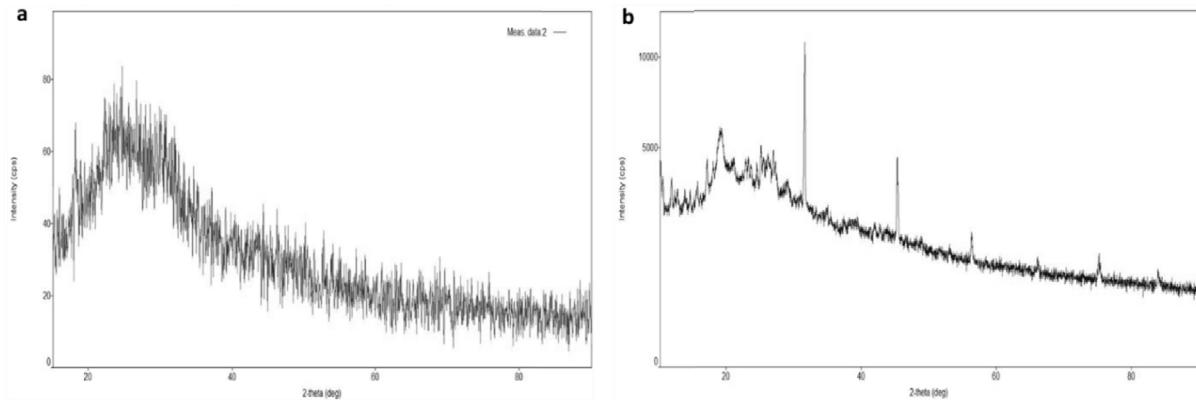 a
Meas. data:2
80
60
40
20
0
Intensity (cps)
20 40 60 80
2-theta (deg)
b
10000
5000
0
Intensity (cps)
20 40 60 80
2-theta (deg)